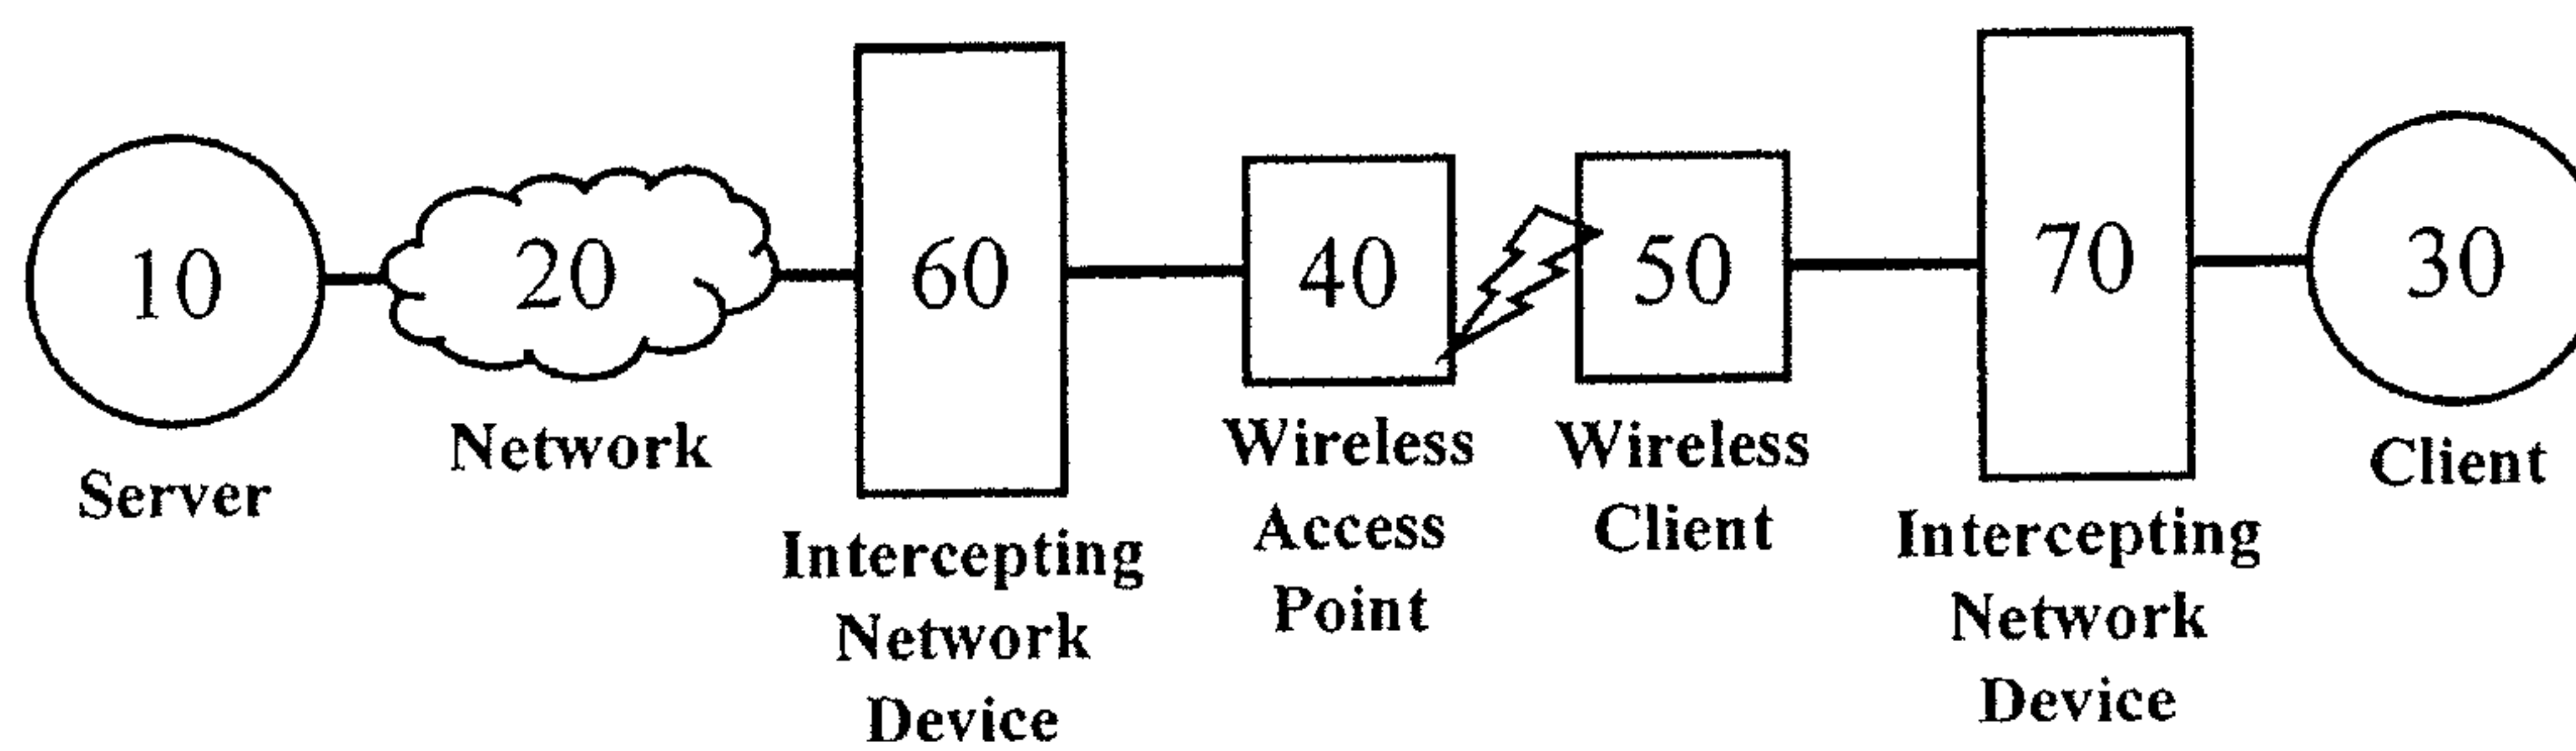 10
20
60
40
50
70
30
Server
Network
Intercepting
Network
Device
Wireless
Access
Point
Wireless
Client
Intercepting
Network
Device
Client